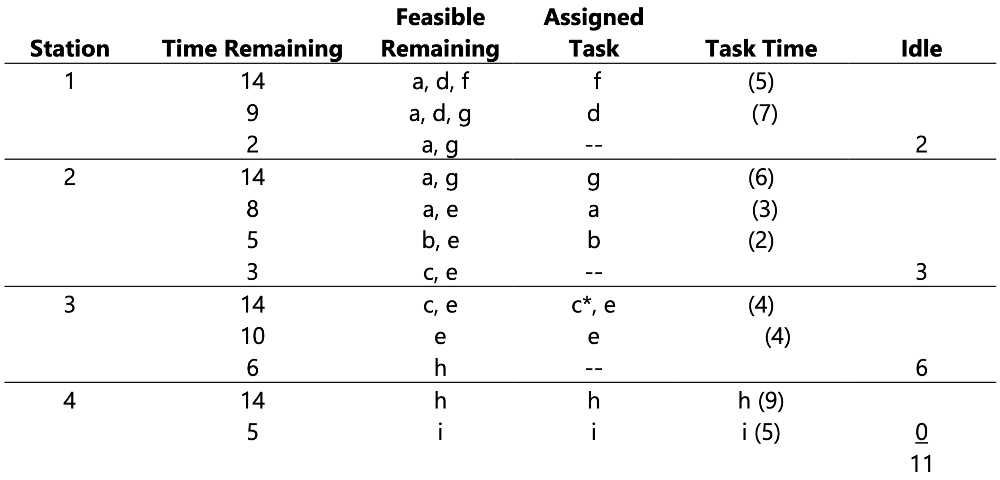 Feasible Assigned
Station Time Remaining Remaining Task Task Time Idle
1 14 a, d, f f (5)
9 a, d, g d (7)
2 a, g -- 2
2 14 a, g g (6)
8 a, e a (3)
5 b, e b (2)
3 c, e -- 3
3 14 c, e c*, e (4)
10 e e (4)
6 h -- 6
4 14 h h h (9)
5 i i i (5) 0
11